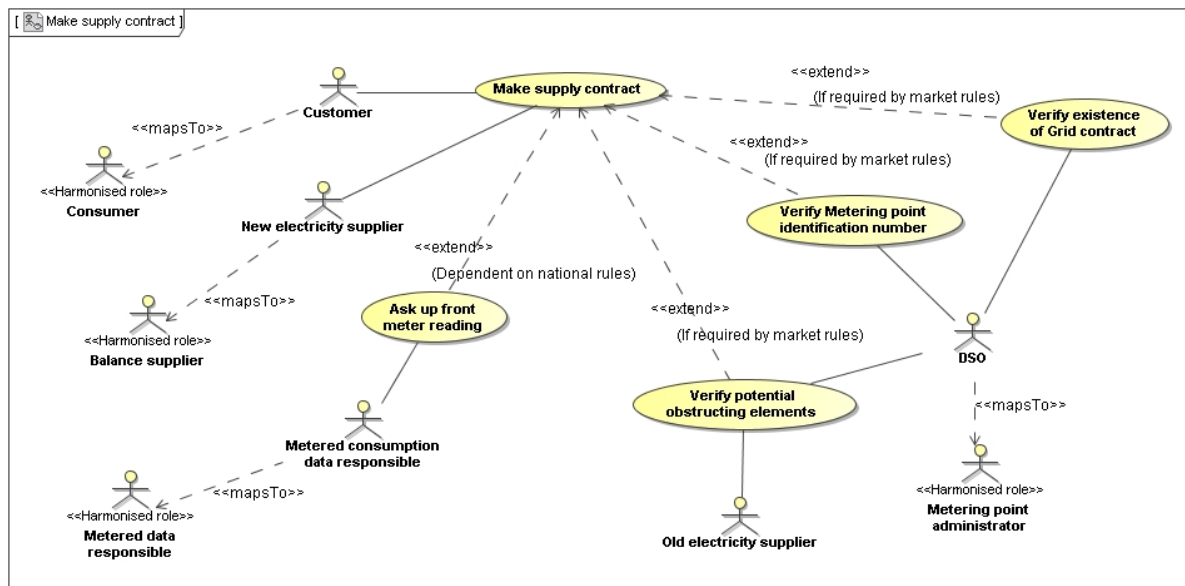 [ Make supply contract ]
Customer
Make supply contract
<<extend>>
(If required by market rules)
Verify existence
of Grid contract
<<mapsTo>>
<<extend>>
(If required by market rules)
<<Harmonised role>>
Consumer
New electricity supplier
Verify Metering point
identification number
<<extend>>
(Dependent on national rules)
<<mapsTo>>
Ask up front
meter reading
<<extend>>
(If required by market rules)
<<Harmonised role>>
Balance supplier
DSO
Verify potential
obstructing elements
<<mapsTo>>
Metered consumption
data responsible
<<mapsTo>>
<<Harmonised role>>
Metered data
responsible
Old electricity supplier
<<Harmonised role>>
Metering point
administrator